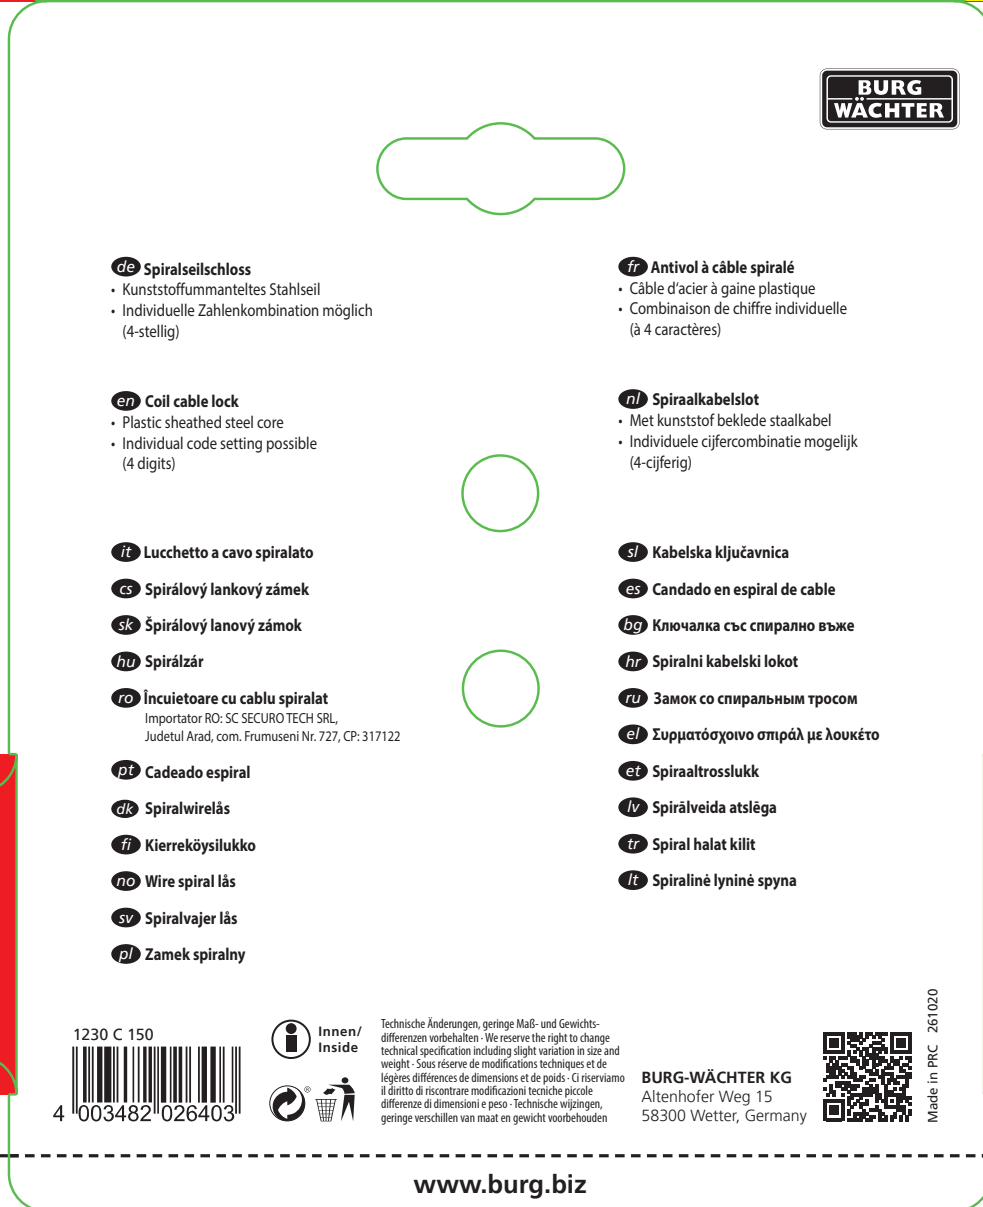 BURG
WÄCHTER
de Spiralseilschloss
• Kunststoffummanteltes Stahlseil
• Individuelle Zahlenkombination möglich
(4-stellig)
fr Antivol à câble spiralé
• Câble d’acier à gaine plastique
• Combinaison de chiffre individuelle
(à 4 caractères)
en Coil cable lock
• Plastic sheathed steel core
• Individual code setting possible
(4 digits)
nl Spiraalkabelslot
• Met kunststof beklede staalkabel
• Individuele cijfercombinatie mogelijk
(4-cijferig)
it Lucchetto a cavo spiralato
cs Spirálový lankový zámek
sk Špirálový lanový zámok
hu Spirálzár
ro Încuietoare cu cablu spiralat
Importator RO: SC SECURO TECH SRL,
Judetul Arad, com. Frumuseni Nr. 727, CP: 317122
pt Cadeado espiral
dk Spiralwirelås
fi Kierreköysilukko
no Wire spiral lås
sv Spiralvajer lås
pl Zamek spiralny
sl Kabelska ključavnica
es Candado en espiral de cable
bg Ключалка със спирално въже
hr Spiralni kabelski lokot
ru Замок со спиральным тросом
el Συρματόσχοινο σπιράλ με λουκέτο
et Spiraaltrosslukk
lv Spirālveida atslēga
tr Spiral halat kilit
lt Spiralinė lyninė spyna
1230 C 150
4 003482 026403
Innen/
Inside
®
Technische Änderungen, geringe Maß- und Gewichts-
differenzen vorbehalten · We reserve the right to change
technical specification including slight variation in size and
weight · Sous réserve de modifications techniques et de
légères différences de dimensions et de poids · Ci riserviamo
il diritto di riscontrare modificazioni tecniche piccole
differenze di dimensioni e peso · Technische wijzingen,
geringe verschillen van maat en gewicht voorbehouden
BURG-WÄCHTER KG
Altenhofer Weg 15
58300 Wetter, Germany
Made in PRC 261020
www.burg.biz